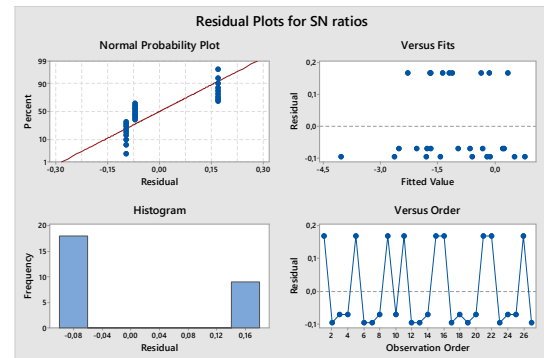 Residual Plots for SN ratios
Normal Probability Plot
99
90
50
10
1
Percent
-0,30 -0,15 0,00 0,15 0,30
Residual
Versus Fits
0,2
0,1
0,0
-0,1
Residual
-4,5 -3,0 -1,5 0,0
Fitted Value
Histogram
20
15
10
5
0
Frequency
-0,08 -0,04 0,00 0,04 0,08 0,12 0,16
Residual
Versus Order
0,2
0,1
0,0
-0,1
Residual
2 4 6 8 10 12 14 16 18 20 22 24 26
Observation Order